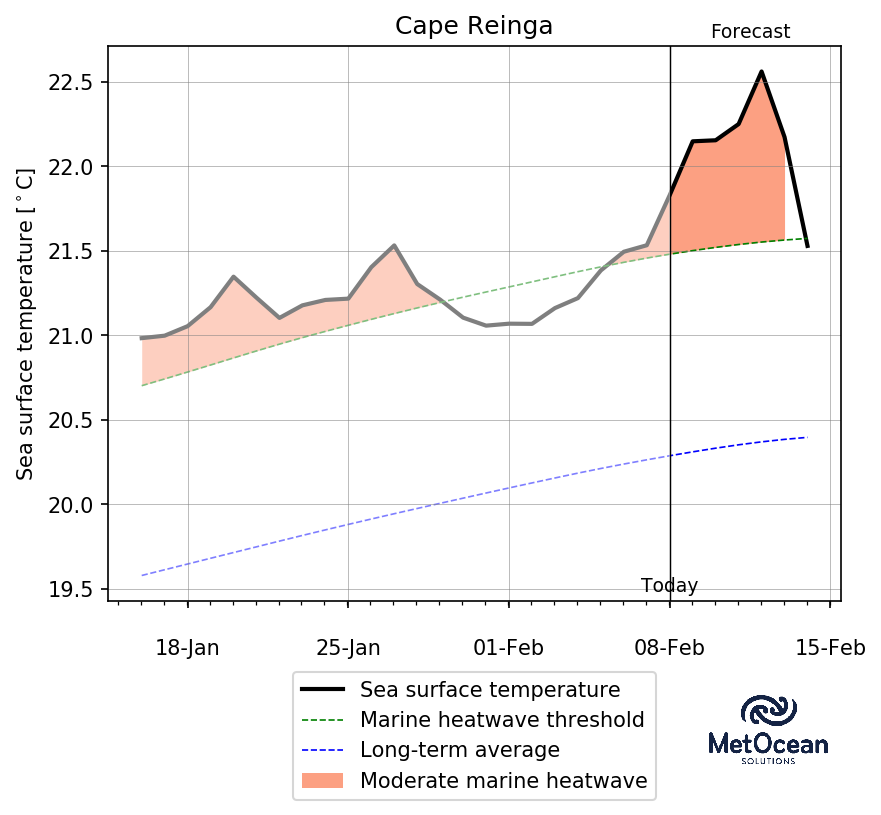 Cape Reinga
Forecast
Sea surface temperature [°C]
22.5
22.0
21.5
21.0
20.5
20.0
19.5
Today
18-Jan 25-Jan 01-Feb 08-Feb 15-Feb
Sea surface temperature
Marine heatwave threshold
Long-term average
Moderate marine heatwave
MetOcean
SOLUTIONS